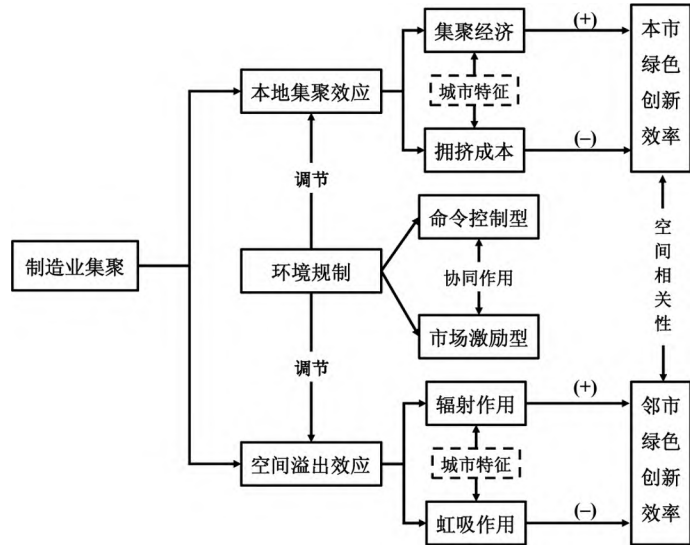 集聚经济
(+)
本市绿色创新效率
本地集聚效应
城市特征
拥挤成本
(−)
调节
命令控制型
制造业集聚
环境规制
协同作用
空间相关性
市场激励型
调节
辐射作用
(+)
邻市绿色创新效率
空间溢出效应
城市特征
虹吸作用
(−)